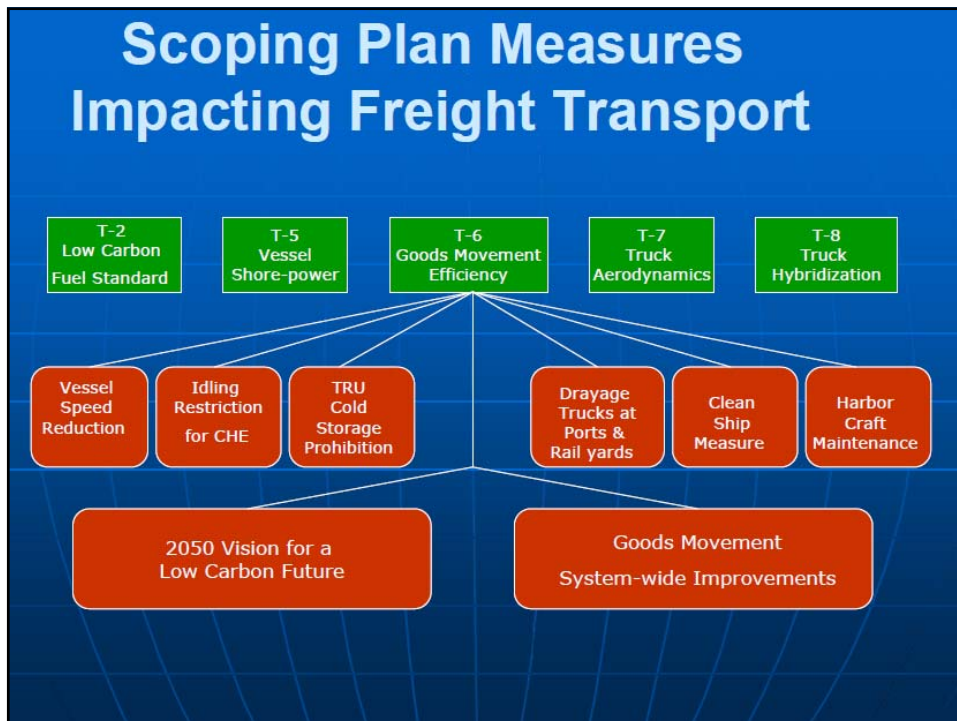 Scoping Plan Measures
Impacting Freight Transport
T-2
Low Carbon
Fuel Standard
T-5
Vessel
Shore-power
T-6
Goods Movement
Efficiency
T-7
Truck
Aerodynamics
T-8
Truck
Hybridization
Vessel
Speed
Reduction
Idling
Restriction
for CHE
TRU
Cold
Storage
Prohibition
Drayage
Trucks at
Ports &
Rail yards
Clean
Ship
Measure
Harbor
Craft
Maintenance
2050 Vision for a
Low Carbon Future
Goods Movement
System-wide Improvements